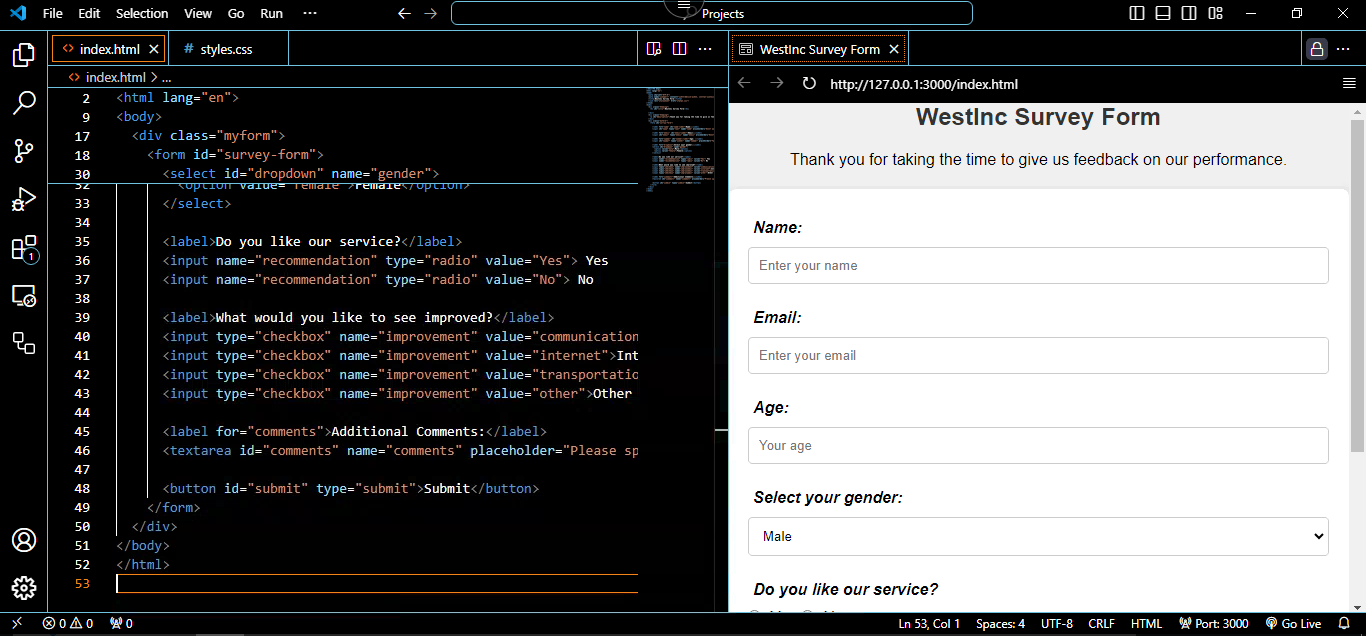 File Edit Selection View Go Run ··· Projects
index.html styles.css
index.html > ...
2 <html lang="en">
9 <body>
17 <div class="myform">
18 <form id="survey-form">
30 <select id="dropdown" name="gender">
32 <option value="female">Female</option>
33 </select>
34
35 <label>Do you like our service?</label>
36 <input name="recommendation" type="radio" value="Yes"> Yes
37 <input name="recommendation" type="radio" value="No"> No
38
39 <label>What would you like to see improved?</label>
40 <input type="checkbox" name="improvement" value="communication
41 <input type="checkbox" name="improvement" value="internet">Int
42 <input type="checkbox" name="improvement" value="transportatio
43 <input type="checkbox" name="improvement" value="other">Other
44
45 <label for="comments">Additional Comments:</label>
46 <textarea id="comments" name="comments" placeholder="Please sp
47
48 <button id="submit" type="submit">Submit</button>
49 </form>
50 </div>
51 </body>
52 </html>
53
1
WestInc Survey Form
http://127.0.0.1:3000/index.html
WestInc Survey Form
Thank you for taking the time to give us feedback on our performance.
Name:
Enter your name
Email:
Enter your email
Age:
Your age
Select your gender:
Male
Do you like our service?
0 0 0 Ln 53, Col 1 Spaces: 4 UTF-8 CRLF HTML Port: 3000 Go Live